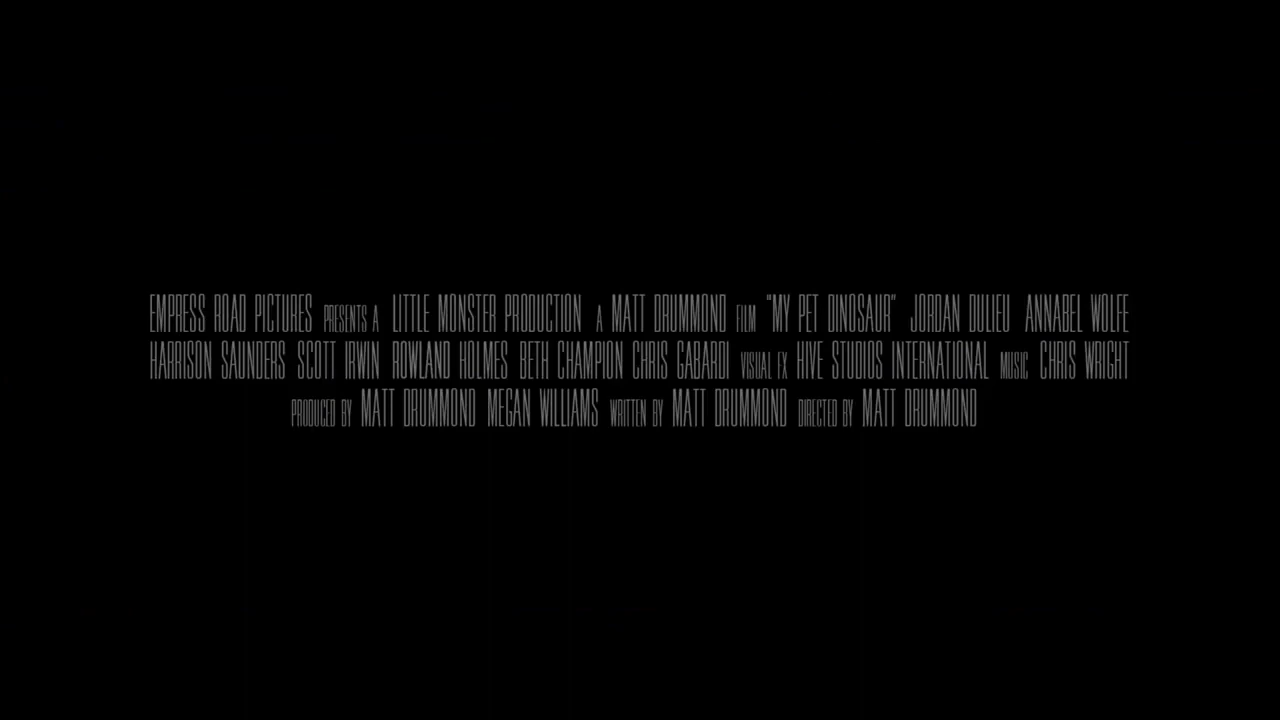 EMPRESS ROAD PICTURES PRESENTS A LITTLE MONSTER PRODUCTION A MATT DRUMMOND FILM "MY PET DINOSAUR" JORDAN DULIEU ANNABEL WOLFE
HARRISON SAUNDERS SCOTT IRWIN ROWLAND HOLMES BETH CHAMPION CHRIS GABARDI VISUAL FX HIVE STUDIOS INTERNATIONAL MUSIC CHRIS WRIGHT
PRODUCED BY MATT DRUMMOND MEGAN WILLIAMS WRITTEN BY MATT DRUMMOND DIRECTED BY MATT DRUMMOND